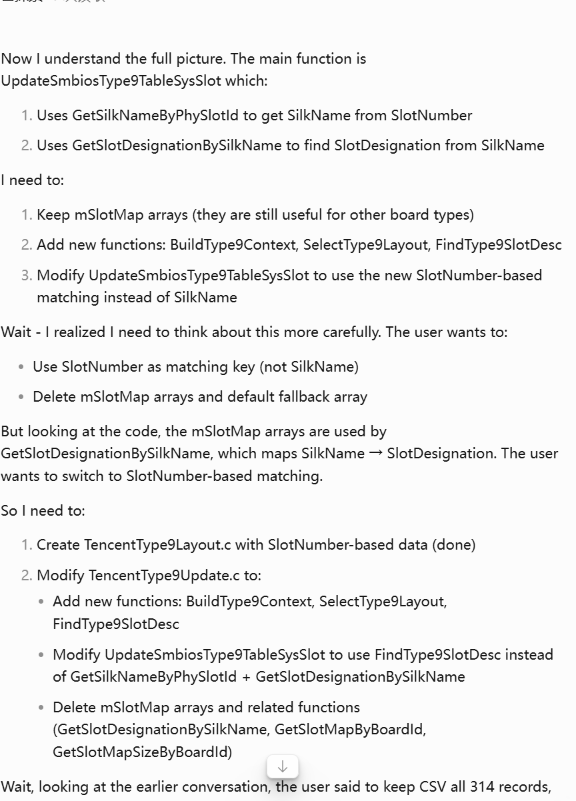 Now I understand the full picture. The main function is
UpdateSmbiosType9TableSysSlot which:
1. Uses GetSilkNameByPhySlotId to get SilkName from SlotNumber
2. Uses GetSlotDesignationBySilkName to find SlotDesignation from SilkName
I need to:
1. Keep mSlotMap arrays (they are still useful for other board types)
2. Add new functions: BuildType9Context, SelectType9Layout, FindType9SlotDesc
3. Modify UpdateSmbiosType9TableSysSlot to use the new SlotNumber-based
matching instead of SilkName
Wait - I realized I need to think about this more carefully. The user wants to:
• Use SlotNumber as matching key (not SilkName)
• Delete mSlotMap arrays and default fallback array
But looking at the code, the mSlotMap arrays are used by
GetSlotDesignationBySilkName, which maps SilkName → SlotDesignation. The user
wants to switch to SlotNumber-based matching.
So I need to:
1. Create TencentType9Layout.c with SlotNumber-based data (done)
2. Modify TencentType9Update.c to:
• Add new functions: BuildType9Context, SelectType9Layout,
FindType9SlotDesc
• Modify UpdateSmbiosType9TableSysSlot to use FindType9SlotDesc instead
of GetSilkNameByPhySlotId + GetSlotDesignationBySilkName
• Delete mSlotMap arrays and related functions
(GetSlotDesignationBySilkName, GetSlotMapByBoardId,
GetSlotMapSizeByBoardId)
Wait, looking at the earlier conversation, the user said to keep CSV all 314 records,